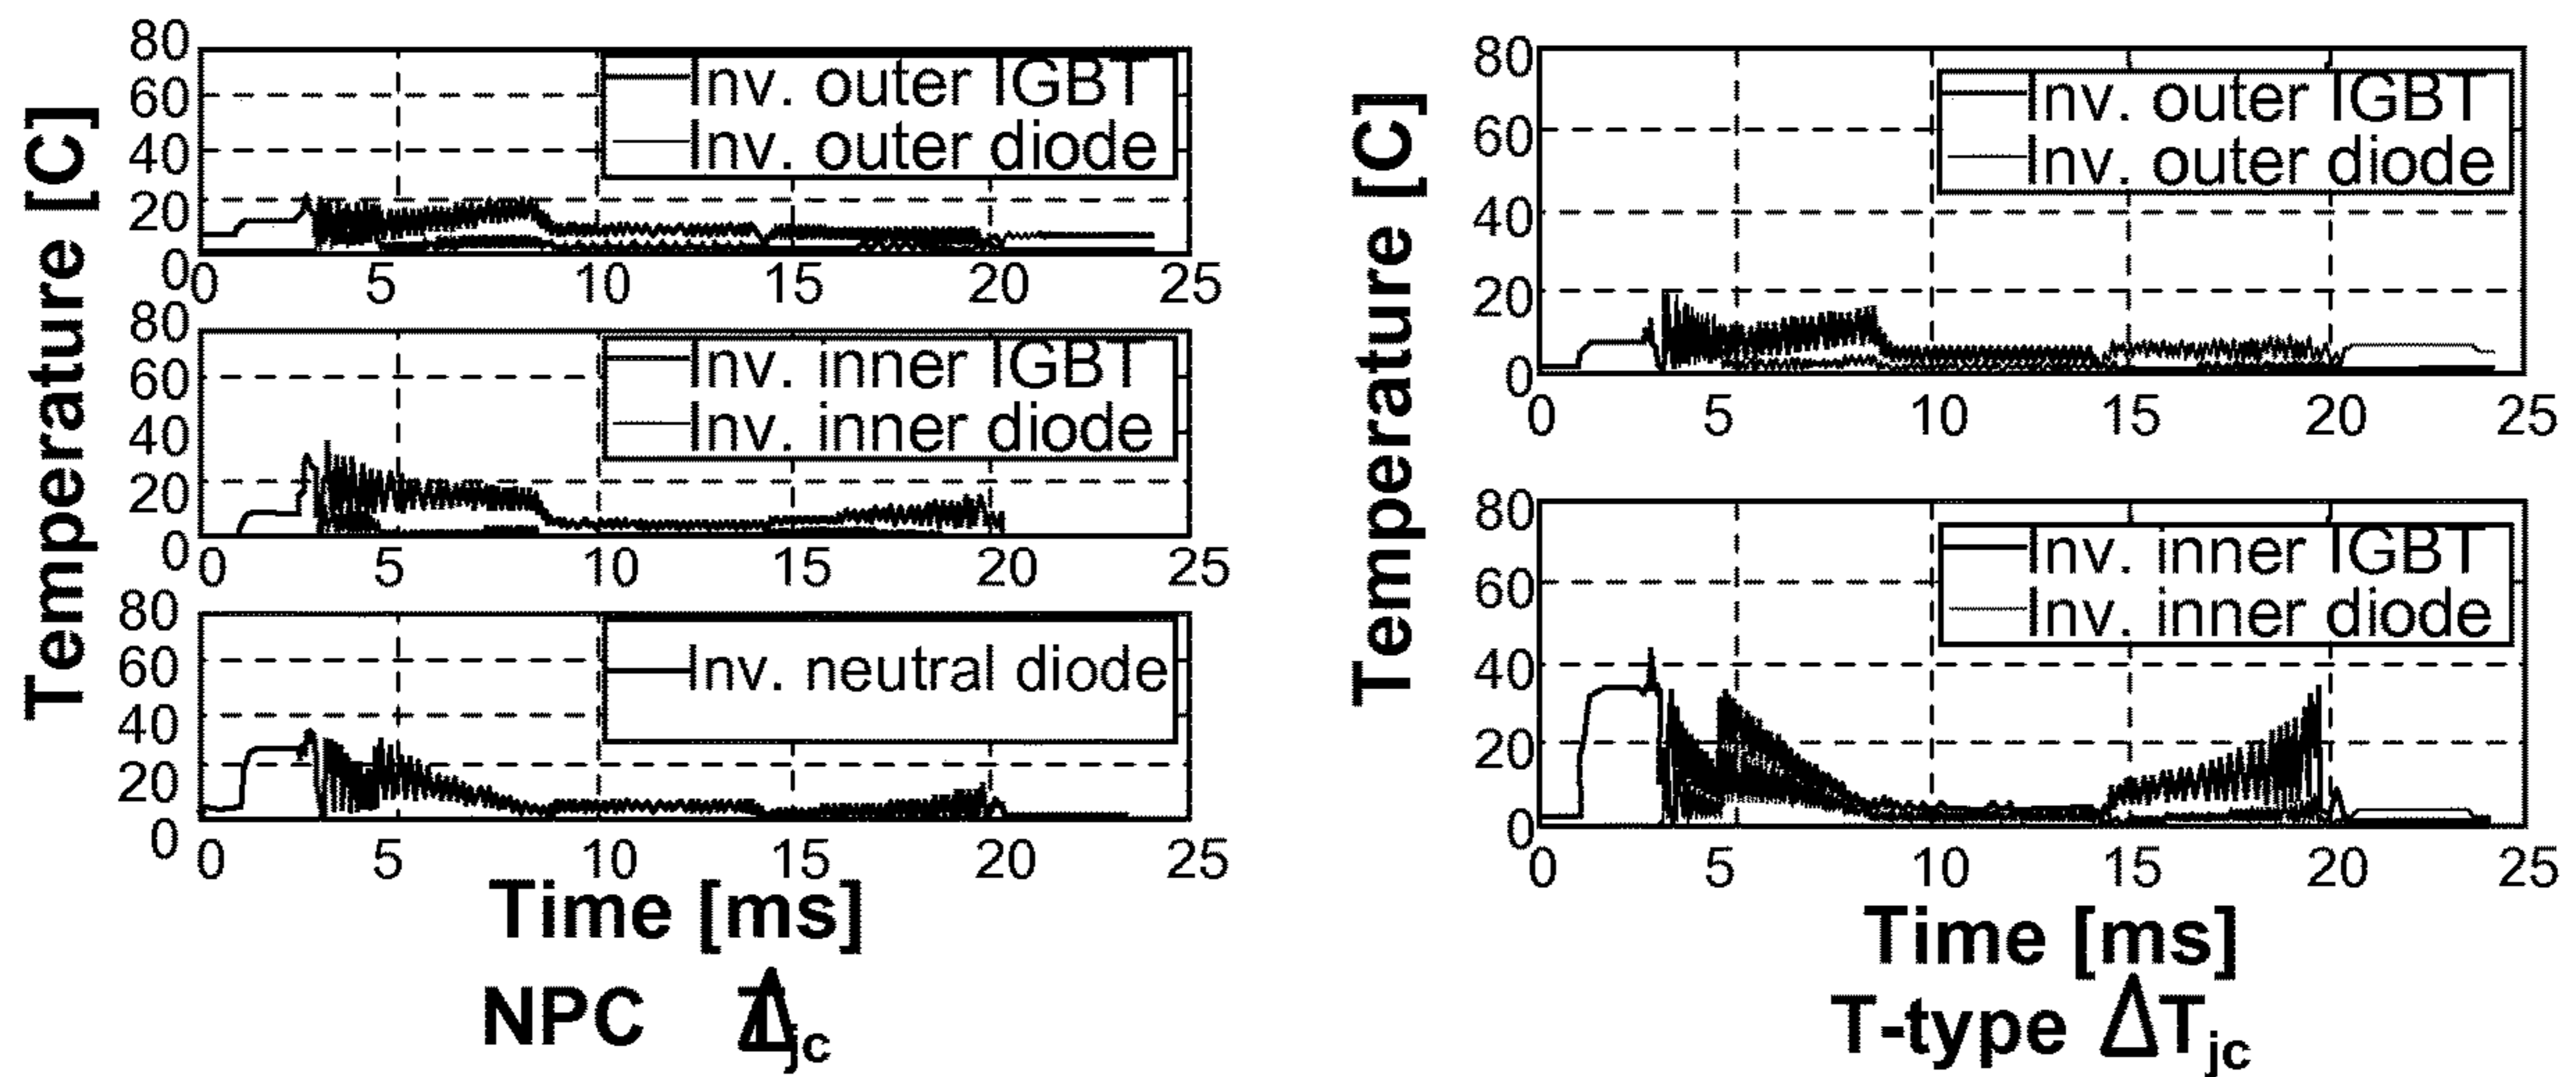 Temperature [C]
80
60
40
20
0
Inv. outer IGBT
Inv. outer diode
0 5 10 15 20 25
80
60
40
20
0
Inv. inner IGBT
Inv. inner diode
0 5 10 15 20 25
80
60
40
20
0
Inv. neutral diode
0 5 10 15 20 25
Time [ms]
NPC ΔTjc
Temperature [C]
80
60
40
20
0
Inv. outer IGBT
Inv. outer diode
0 5 10 15 20 25
80
60
40
20
0
Inv. inner IGBT
Inv. inner diode
0 5 10 15 20 25
Time [ms]
T-type ΔTjc